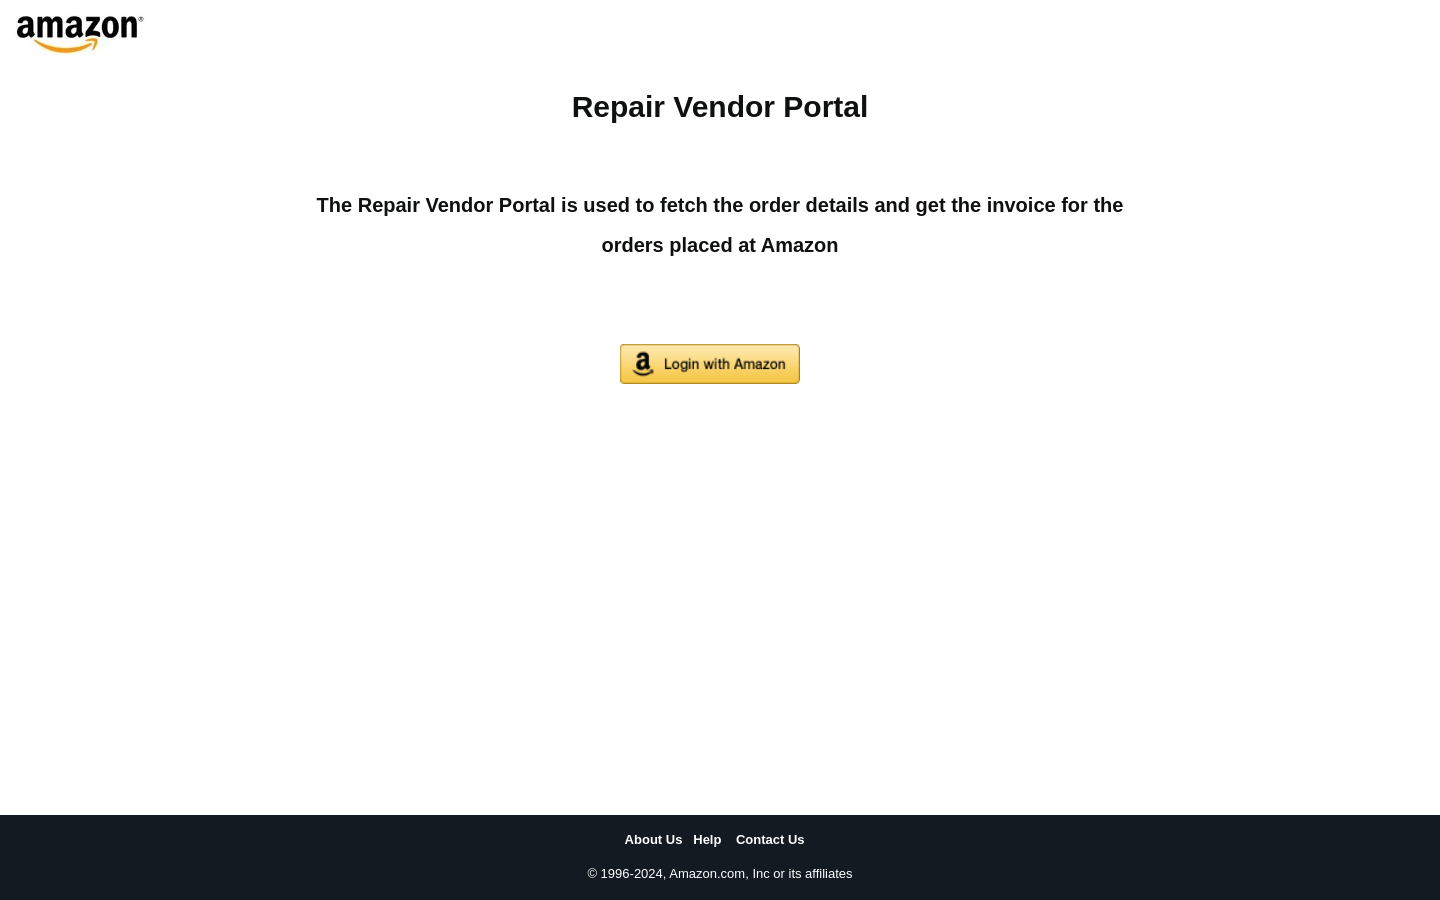 amazon®
Repair Vendor Portal
The Repair Vendor Portal is used to fetch the order details and get the invoice for the
orders placed at Amazon
a Login with Amazon
About Us Help Contact Us
© 1996-2024, Amazon.com, Inc or its affiliates